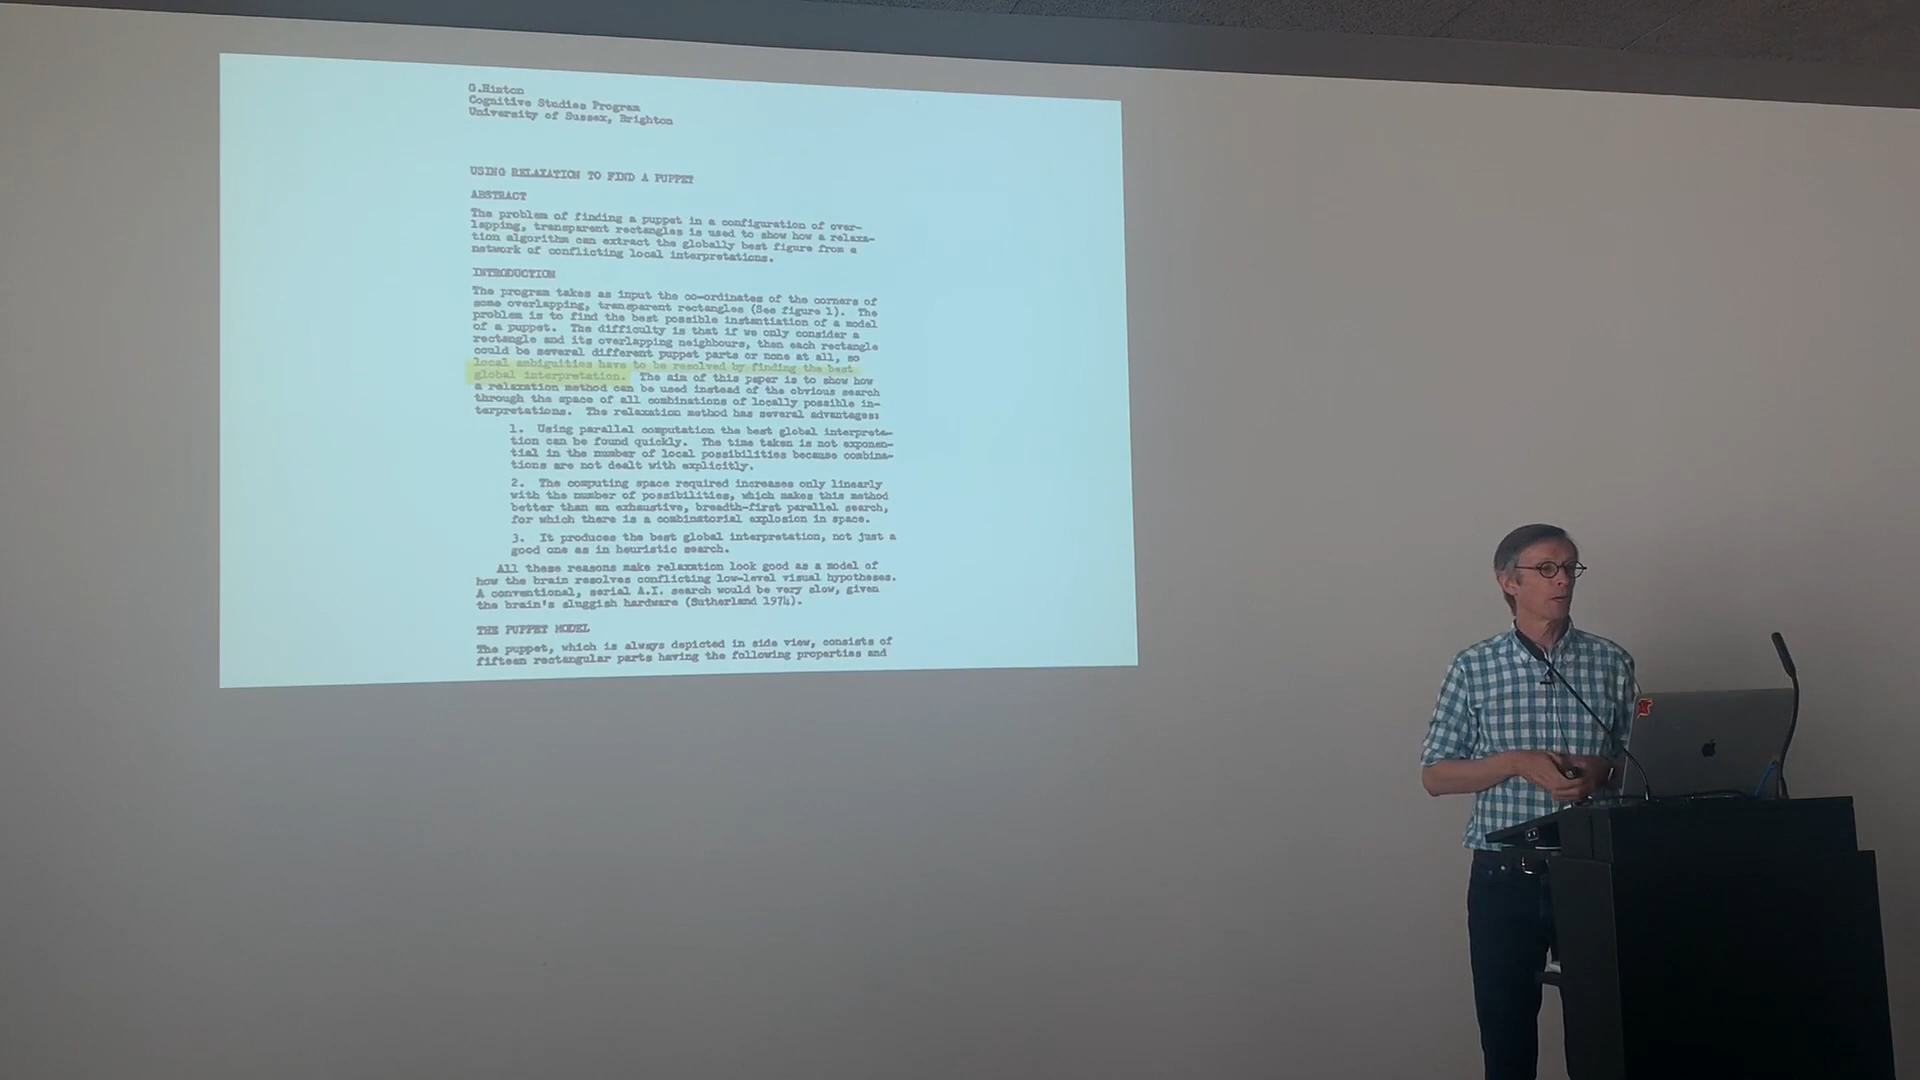 G.Hinton
Cognitive Studies Program
University of Sussex, Brighton
USING RELAXATION TO FIND A PUPPET
ABSTRACT
The problem of finding a puppet in a configuration of over-
lapping, transparent rectangles is used to show how a relaxa-
tion algorithm can extract the globally best figure from a
network of conflicting local interpretations.
INTRODUCTION
The program takes as input the co-ordinates of the corners of
some overlapping, transparent rectangles (See figure 1). The
problem is to find the best possible instantiation of a model
of a puppet. The difficulty is that if we only consider a
rectangle and its overlapping neighbours, then each rectangle
could be several different puppet parts or none at all, so
local ambiguities have to be resolved by finding the best
global interpretation. The aim of this paper is to show how
a relaxation method can be used instead of the obvious search
through the space of all combinations of locally possible in-
terpretations. The relaxation method has several advantages:
1. Using parallel computation the best global interpreta-
tion can be found quickly. The time taken is not exponen-
tial in the number of local possibilities because combina-
tions are not dealt with explicitly.
2. The computing space required increases only linearly
with the number of possibilities, which makes this method
better than an exhaustive, breadth-first parallel search,
for which there is a combinatorial explosion in space.
3. It produces the best global interpretation, not just a
good one as in heuristic search.
All these reasons make relaxation look good as a model of
how the brain resolves conflicting low-level visual hypotheses.
A conventional, serial A.I. search would be very slow, given
the brain's sluggish hardware (Sutherland 1974).
THE PUPPET MODEL
The puppet, which is always depicted in side view, consists of
fifteen rectangular parts having the following properties and